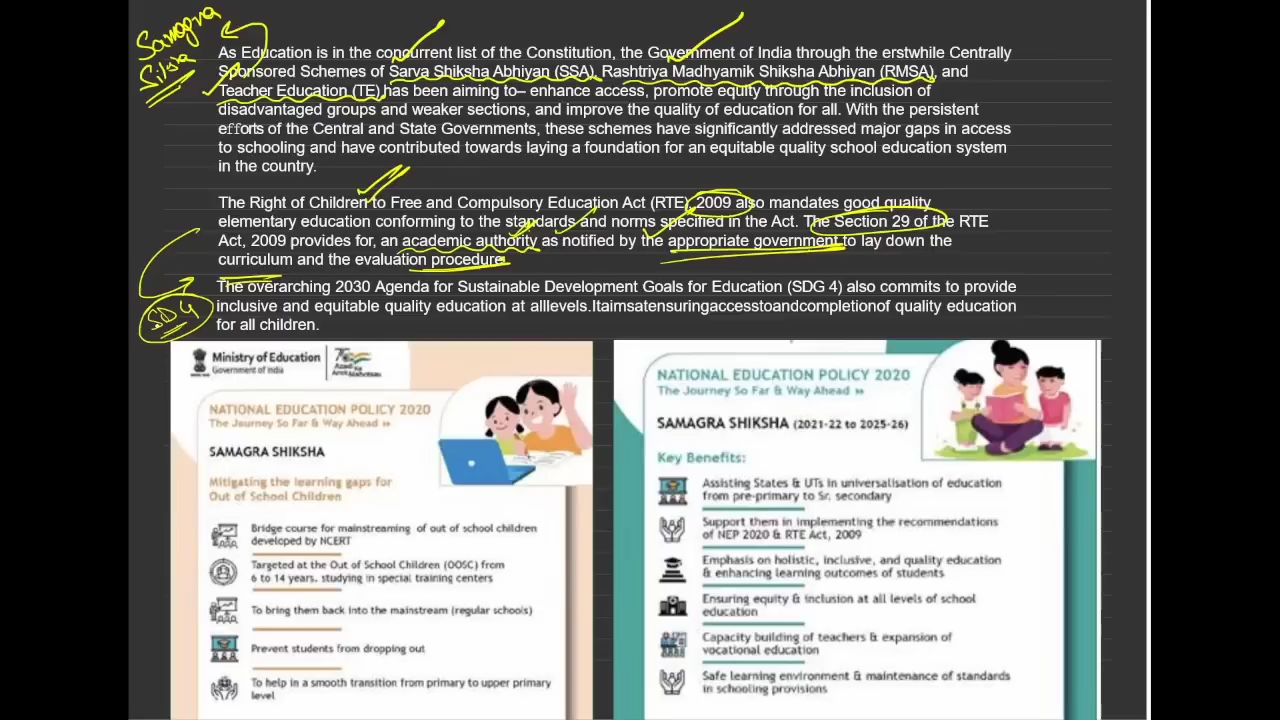 Samagra
As Education is in the concurrent list of the Constitution, the Government of India through the erstwhile Centrally
Sponsored Schemes of Sarva Shiksha Abhiyan (SSA), Rashtriya Madhyamik Shiksha Abhiyan (RMSA), and
Teacher Education (TE) has been aiming to– enhance access, promote equity through the inclusion of
disadvantaged groups and weaker sections, and improve the quality of education for all. With the persistent
efforts of the Central and State Governments, these schemes have significantly addressed major gaps in access
to schooling and have contributed towards laying a foundation for an equitable quality school education system
in the country.
The Right of Children to Free and Compulsory Education Act (RTE), 2009 also mandates good quality
elementary education conforming to the standards and norms specified in the Act. The Section 29 of the RTE
Act, 2009 provides for, an academic authority as notified by the appropriate government to lay down the
curriculum and the evaluation procedure
The overarching 2030 Agenda for Sustainable Development Goals for Education (SDG 4) also commits to provide
inclusive and equitable quality education at alllevels.Itaimsatensuringaccesstoandcompletionof quality education
for all children.
SD 4
Ministry of Education
Government of India
Azadi Ka
Amrit Mahotsav
NATIONAL EDUCATION POLICY 2020
The Journey So Far & Way Ahead »
SAMAGRA SHIKSHA
Mitigating the learning gaps for
Out of School Children
Bridge course for mainstreaming of out of school children
developed by NCERT
Targeted at the Out of School Children (OOSC) from
6 to 14 years, studying in special training centers
To bring them back into the mainstream (regular schools)
Prevent students from dropping out
To help in a smooth transition from primary to upper primary
level
NATIONAL EDUCATION POLICY 2020
The Journey So Far & Way Ahead »
SAMAGRA SHIKSHA (2021-22 to 2025-26)
Key Benefits:
Assisting States & UTs in universalisation of education
from pre-primary to Sr. secondary
Support them in implementing the recommendations
of NEP 2020 & RTE Act, 2009
Emphasis on holistic, inclusive, and quality education
& enhancing learning outcomes of students
Ensuring equity & inclusion at all levels of school
education
Capacity building of teachers & expansion of
vocational education
Safe learning environment & maintenance of standards
in schooling provisions